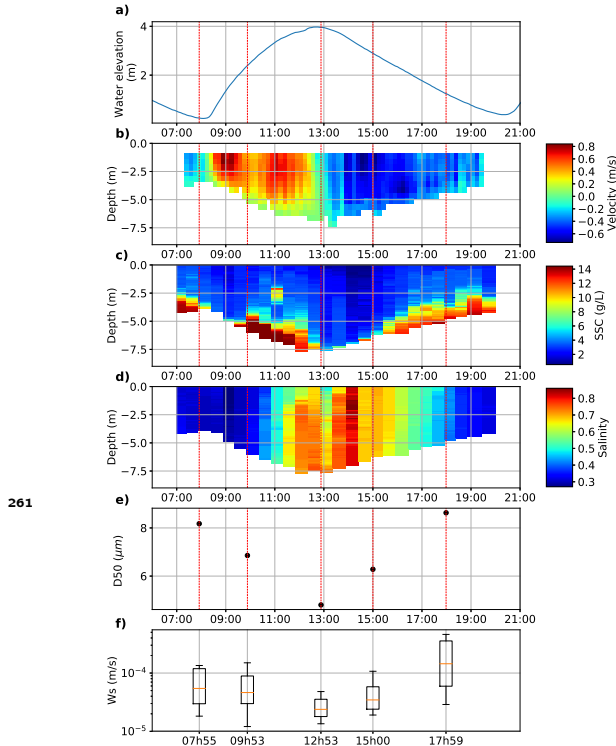 a)
4
2
Water elevation
(m)
07:00 09:00 11:00 13:00 15:00 17:00 19:00 21:00
b)
0.0
−2.5
−5.0
−7.5
Depth (m)
0.8
0.6
0.4
0.2
0.0
−0.2
−0.4
−0.6
Velocity (m/s)
07:00 09:00 11:00 13:00 15:00 17:00 19:00 21:00
c)
0.0
−2.5
−5.0
−7.5
Depth (m)
14
12
10
8
6
4
2
SSC (g/L)
07:00 09:00 11:00 13:00 15:00 17:00 19:00 21:00
d)
0.0
−2.5
−5.0
−7.5
Depth (m)
0.8
0.7
0.6
0.5
0.4
0.3
Salinity
07:00 09:00 11:00 13:00 15:00 17:00 19:00 21:00
261
e)
8
6
D50 (μm)
07:00 09:00 11:00 13:00 15:00 17:00 19:00 21:00
f)
10⁻⁴
10⁻⁵
Ws (m/s)
07h55 09h53 12h53 15h00 17h59